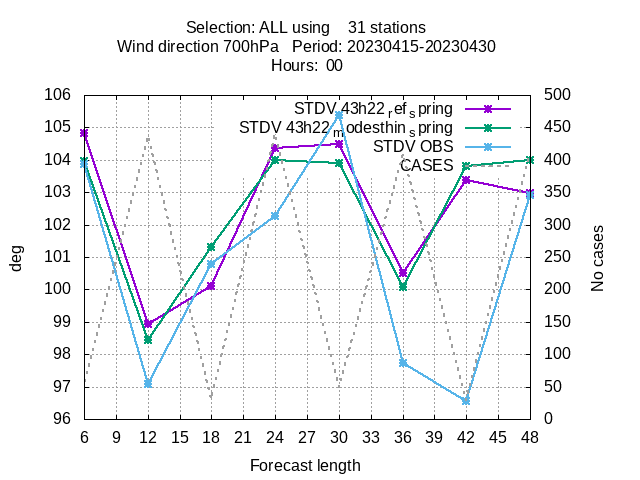 Selection: ALL using    31 stations
Wind direction 700hPa   Period: 20230415-20230430
Hours:  00
106 500
105 450
104 400
103 350
102 300
101 250
100 200
99 150
98 100
97 50
96 0
STDV 43h22_ref_spring
STDV 43h22_modesthin_spring
STDV OBS
CASES
deg
No cases
6 9 12 15 18 21 24 27 30 33 36 39 42 45 48
Forecast length